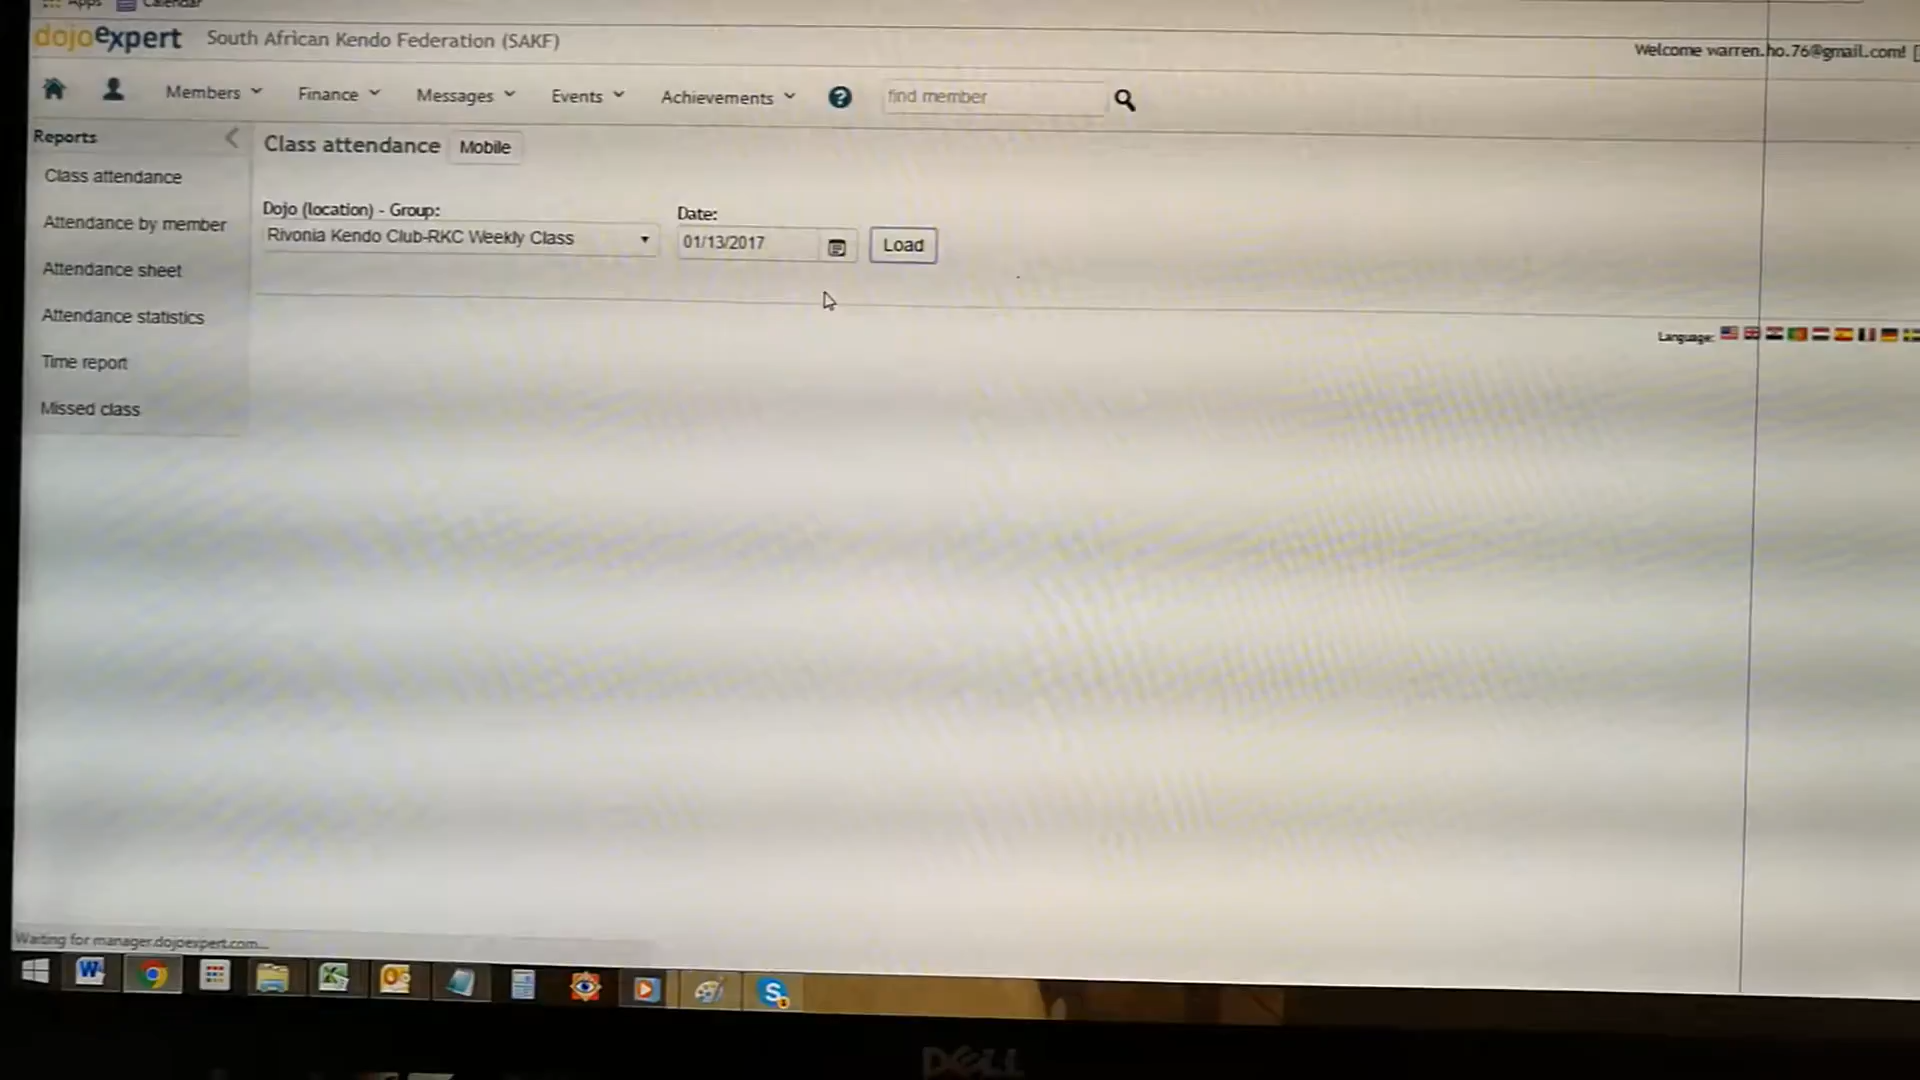 Apps Calendar
dojoexpert South African Kendo Federation (SAKF)
Welcome warren.ho.76@gmail.com!
Members Finance Messages Events Achievements ? find member
Reports
Class attendance
Attendance by member
Attendance sheet
Attendance statistics
Time report
Missed class
Class attendance Mobile
Dojo (location) - Group: Date:
Rivonia Kendo Club-RKC Weekly Class 01/13/2017 Load
Language:
Waiting for manager.dojoexpert.com...
DELL